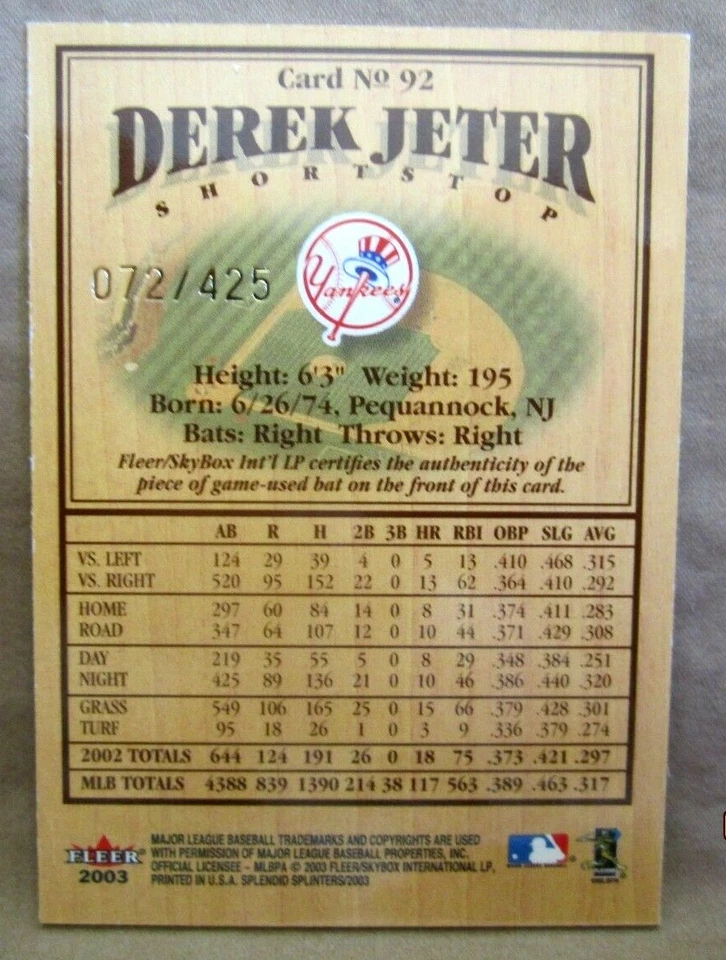 Card Nº 92
DEREK JETER
SHORTSTOP
072/425
Yankees
Height: 6'3" Weight: 195
Born: 6/26/74, Pequannock, NJ
Bats: Right Throws: Right
Fleer/SkyBox Int'l LP certifies the authenticity of the
piece of game-used bat on the front of this card.
AB R H 2B 3B HR RBI OBP SLG AVG
VS. LEFT 124 29 39 4 0 5 13 .410 .468 .315
VS. RIGHT 520 95 152 22 0 13 62 .364 .410 .292
HOME 297 60 84 14 0 8 31 .374 .411 .283
ROAD 347 64 107 12 0 10 44 .371 .429 .308
DAY 219 35 55 5 0 8 29 .348 .384 .251
NIGHT 425 89 136 21 0 10 46 .386 .440 .320
GRASS 549 106 165 25 0 15 66 .379 .428 .301
TURF 95 18 26 1 0 3 9 .336 .379 .274
2002 TOTALS 644 124 191 26 0 18 75 .373 .421 .297
MLB TOTALS 4388 839 1390 214 38 117 563 .389 .463 .317
FLEER
2003
MAJOR LEAGUE BASEBALL TRADEMARKS AND COPYRIGHTS ARE USED
WITH PERMISSION OF MAJOR LEAGUE BASEBALL PROPERTIES, INC.
OFFICIAL LICENSEE – MLBPA © 2003 FLEER/SKYBOX INTERNATIONAL LP,
PRINTED IN U.S.A. SPLENDID SPLINTERS/2003